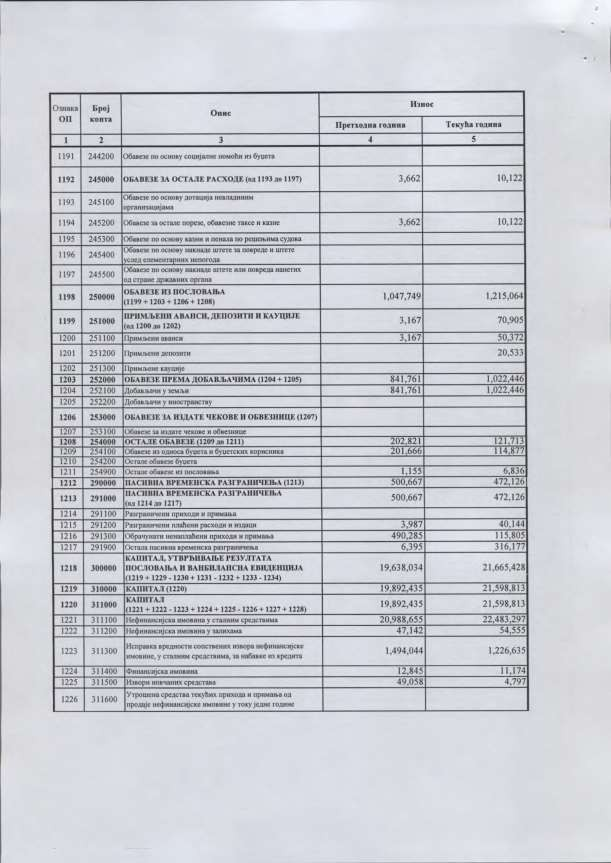 Ознака ОП Број конта Опис Износ
Претходна година Текућа година
1 2 3 4 5
1191 244200 Обавезе по основу социјалне помоћи из буџета
1192 245000 ОБАВЕЗЕ ЗА ОСТАЛЕ РАСХОДЕ (од 1193 до 1197) 3,662 10,122
1193 245100 Обавезе по основу дотација невладиним
организацијама
1194 245200 Обавезе за остале порезе, обавезне таксе и казне 3,662 10,122
1195 245300 Обавезе по основу казни и пенала по решењима судова
1196 245400 Обавезе по основу накнаде штете за повреде и штете
услед елементарних непогода
1197 245500 Обавезе по основу накнаде штете или повреда нанетих
од стране државних органа
1198 250000 ОБАВЕЗЕ ИЗ ПОСЛОВАЊА
(1199 + 1203 + 1206 + 1208) 1,047,749 1,215,064
1199 251000 ПРИМЉЕНИ АВАНСИ, ДЕПОЗИТИ И КАУЦИЈЕ
(од 1200 до 1202) 3,167 70,905
1200 251100 Примљени аванси 3,167 50,372
1201 251200 Примљени депозити 20,533
1202 251300 Примљене кауције
1203 252000 ОБАВЕЗЕ ПРЕМА ДОБАВЉАЧИМА (1204 + 1205) 841,761 1,022,446
1204 252100 Добављачи у земљи 841,761 1,022,446
1205 252200 Добављачи у иностранству
1206 253000 ОБАВЕЗЕ ЗА ИЗДАТЕ ЧЕКОВЕ И ОБВЕЗНИЦЕ (1207)
1207 253100 Обавезе за издате чекове и обвезнице
1208 254000 ОСТАЛЕ ОБАВЕЗЕ (1209 до 1211) 202,821 121,713
1209 254100 Обавезе из односа буџета и буџетских корисника 201,666 114,877
1210 254200 Остале обавезе буџета
1211 254900 Остале обавезе из пословања 1,155 6,836
1212 290000 ПАСИВНА ВРЕМЕНСКА РАЗГРАНИЧЕЊА (1213) 500,667 472,126
1213 291000 ПАСИВНА ВРЕМЕНСКА РАЗГРАНИЧЕЊА
(од 1214 до 1217) 500,667 472,126
1214 291100 Разграничени приходи и примања
1215 291200 Разграничени плаћени расходи и издаци 3,987 40,144
1216 291300 Обрачунати ненаплаћени приходи и примања 490,285 115,805
1217 291900 Остала пасивна временска разграничења 6,395 316,177
1218 300000 КАПИТАЛ, УТВРЂИВАЊЕ РЕЗУЛТАТА
ПОСЛОВАЊА И ВАНБИЛАНСНА ЕВИДЕНЦИЈА
(1219 + 1229 - 1230 + 1231 - 1232 + 1233 - 1234) 19,638,034 21,665,428
1219 310000 КАПИТАЛ (1220) 19,892,435 21,598,813
1220 311000 КАПИТАЛ
(1221 + 1222 - 1223 + 1224 + 1225 - 1226 + 1227 + 1228) 19,892,435 21,598,813
1221 311100 Нефинансијска имовина у сталним средствима 20,988,655 22,483,297
1222 311200 Нефинансијска имовина у залихама 47,142 54,555
1223 311300 Исправка вредности сопствених извора нефинансијске
имовине, у сталним средствима, за набавке из кредита 1,494,044 1,226,635
1224 311400 Финансијска имовина 12,845 11,174
1225 311500 Извори новчаних средстава 49,058 4,797
1226 311600 Утрошена средства текућих прихода и примања од
продаје нефинансијске имовине у току једне године